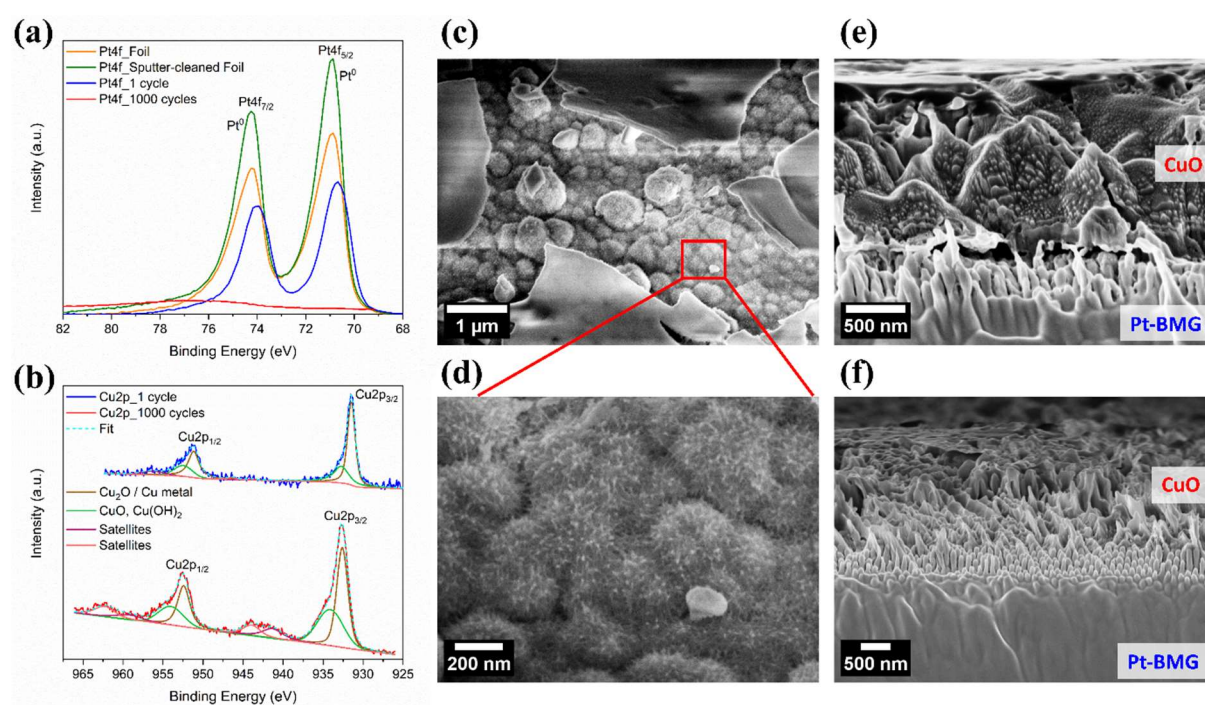 (a)
Pt4f_Foil
Pt4f_Sputter-cleaned Foil
Pt4f_1 cycle
Pt4f_1000 cycles
Pt4f7/2
Pt0
Pt4f5/2
Pt0
Intensity (a.u.)
82 80 78 76 74 72 70 68
Binding Energy (eV)
(b)
Cu2p_1 cycle
Cu2p_1000 cycles
Fit
Cu2p1/2
Cu2p3/2
Cu2O / Cu metal
CuO, Cu(OH)2
Satellites
Satellites
Cu2p1/2
Cu2p3/2
Intensity (a.u.)
965 960 955 950 945 940 935 930 925
Binding Energy (eV)
(c)
1 µm
(d)
200 nm
(e)
CuO
500 nm
Pt-BMG
(f)
CuO
500 nm
Pt-BMG